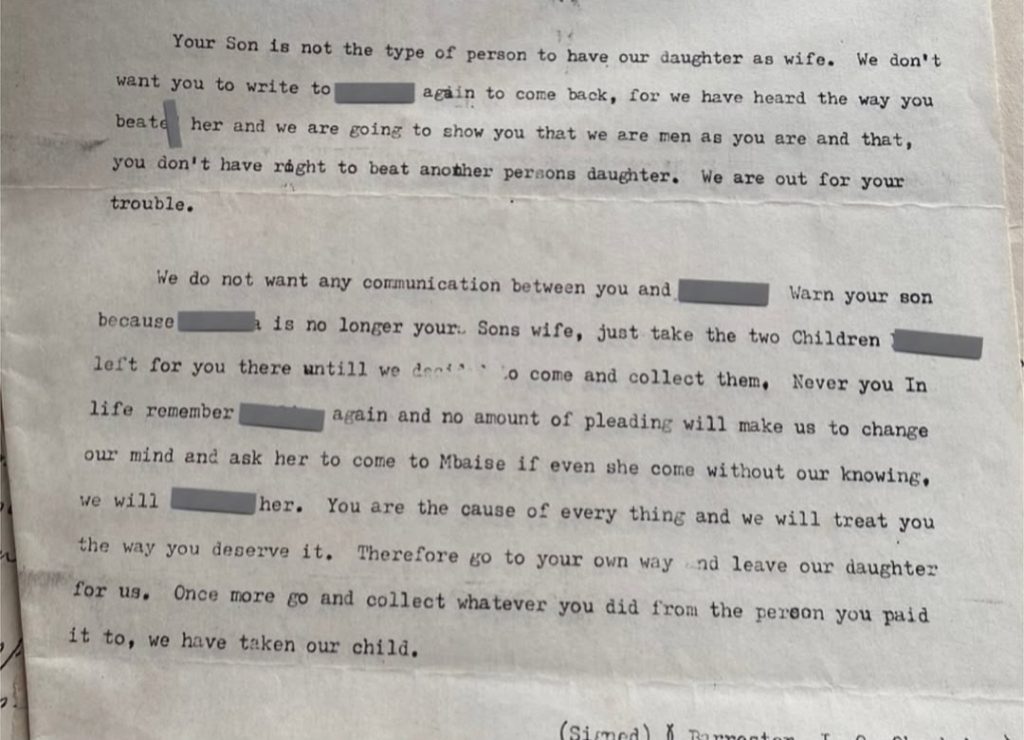 Your Son is not the type of person to have our daughter as wife. We don't
want you to write to again to come back, for we have heard the way you
beate her and we are going to show you that we are men as you are and that,
you don't have right to beat another persons daughter. We are out for your
trouble.
We do not want any communication between you and Warn your son
because is no longer your Sons wife, just take the two Children
left for you there untill we to come and collect them, Never you In
life remember again and no amount of pleading will make us to change
our mind and ask her to come to Mbaise if even she come without our knowing,
we will her. You are the cause of every thing and we will treat you
the way you deserve it. Therefore go to your own way and leave our daughter
for us. Once more go and collect whatever you did from the person you paid
it to, we have taken our child.
(Signed)